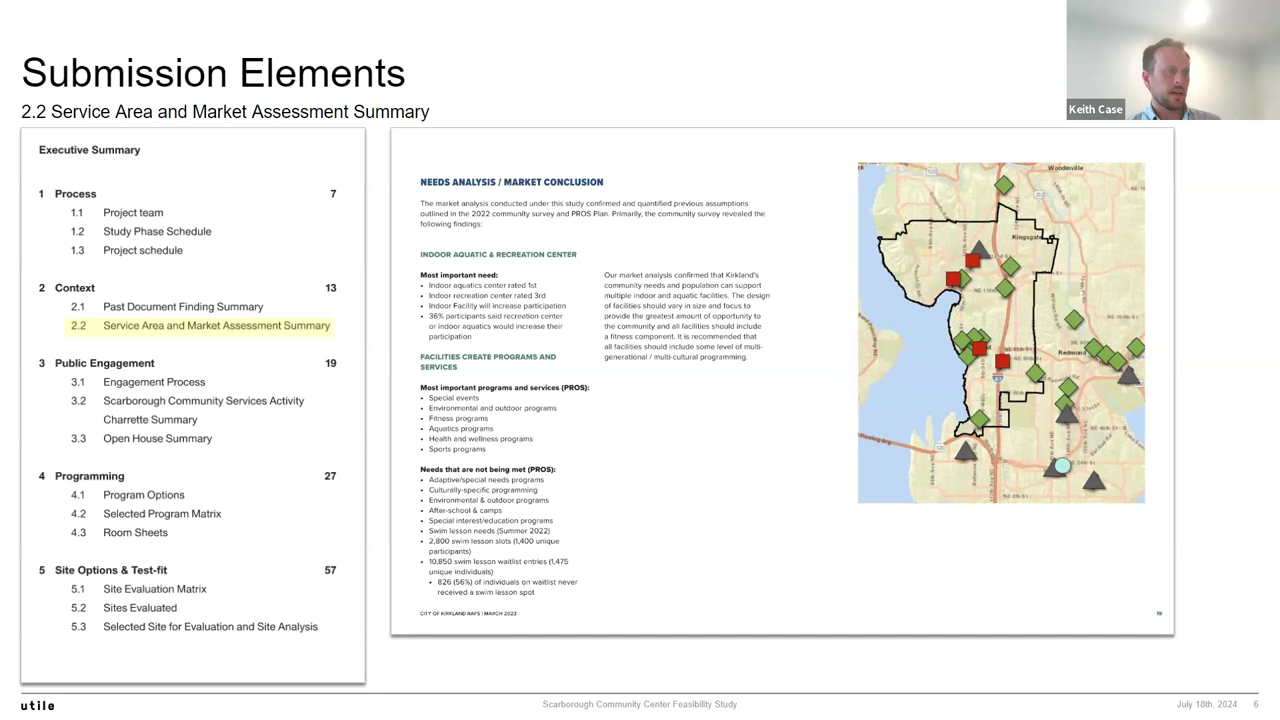 Submission Elements
2.2 Service Area and Market Assessment Summary
Keith Case
Executive Summary
1 Process 7
1.1 Project team
1.2 Study Phase Schedule
1.3 Project schedule
2 Context 13
2.1 Past Document Finding Summary
2.2 Service Area and Market Assessment Summary
3 Public Engagement 19
3.1 Engagement Process
3.2 Scarborough Community Services Activity
Charrette Summary
3.3 Open House Summary
4 Programming 27
4.1 Program Options
4.2 Selected Program Matrix
4.3 Room Sheets
5 Site Options & Test-fit 57
5.1 Site Evaluation Matrix
5.2 Sites Evaluated
5.3 Selected Site for Evaluation and Site Analysis
NEEDS ANALYSIS / MARKET CONCLUSION
The market analysis conducted under this study confirmed and quantified previous assumptions
outlined in the 2022 community survey and PROS Plan. Primarily, the community survey revealed the
following findings:
INDOOR AQUATIC & RECREATION CENTER
Most important need:
• Indoor aquatics center rated 1st
• Indoor recreation center rated 3rd
• Indoor Facility will increase participation
• 36% participants said recreation center
or indoor aquatics would increase their
participation
FACILITIES CREATE PROGRAMS AND
SERVICES
Most important programs and services (PROS):
• Special events
• Environmental and outdoor programs
• Fitness programs
• Aquatics programs
• Health and wellness programs
• Sports programs
Needs that are not being met (PROS):
• Adaptive/special needs programs
• Culturally-specific programming
• Environmental & outdoor programs
• After-school & camps
• Special interest/education programs
• Swim lesson needs (Summer 2022)
• 2,800 swim lesson slots (1,400 unique
participants)
• 10,850 swim lesson waitlist entries (1,475
unique individuals)
• 826 (56%) of individuals on waitlist never
received a swim lesson spot
Our market analysis confirmed that Kirkland's
community needs and population can support
multiple indoor and aquatic facilities. The design
of facilities should vary in size and focus to
provide the greatest amount of opportunity to
the community and all facilities should include
a fitness component. It is recommended that
all facilities should include some level of multi-
generational / multi-cultural programming.
Woodinville
Kingsgate
Redmond
CITY OF KIRKLAND RAFS | MARCH 2023
19
utile
Scarborough Community Center Feasibility Study
July 18th, 2024 6